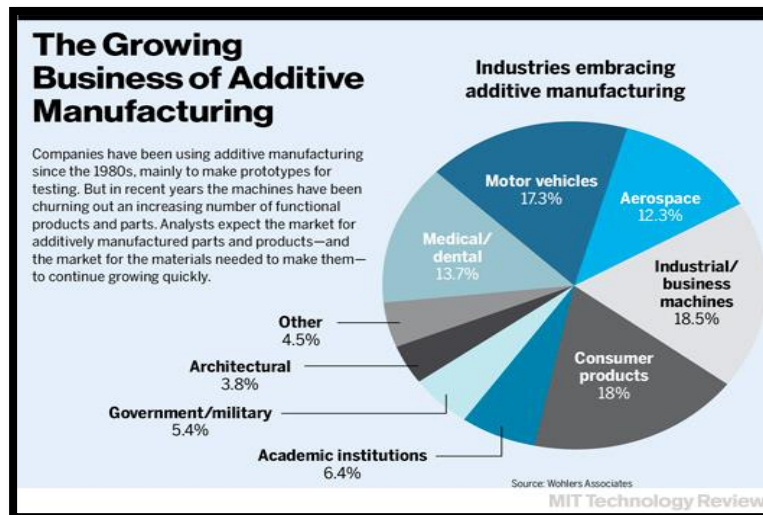 The Growing
Business of Additive
Manufacturing
Companies have been using additive manufacturing
since the 1980s, mainly to make prototypes for
testing. But in recent years the machines have been
churning out an increasing number of functional
products and parts. Analysts expect the market for
additively manufactured parts and products—and
the market for the materials needed to make them—
to continue growing quickly.
Industries embracing
additive manufacturing
Motor vehicles
17.3%
Aerospace
12.3%
Industrial/
business
machines
18.5%
Consumer
products
18%
Academic institutions
6.4%
Government/military
5.4%
Architectural
3.8%
Other
4.5%
Medical/
dental
13.7%
Source: Wohlers Associates
MIT Technology Review